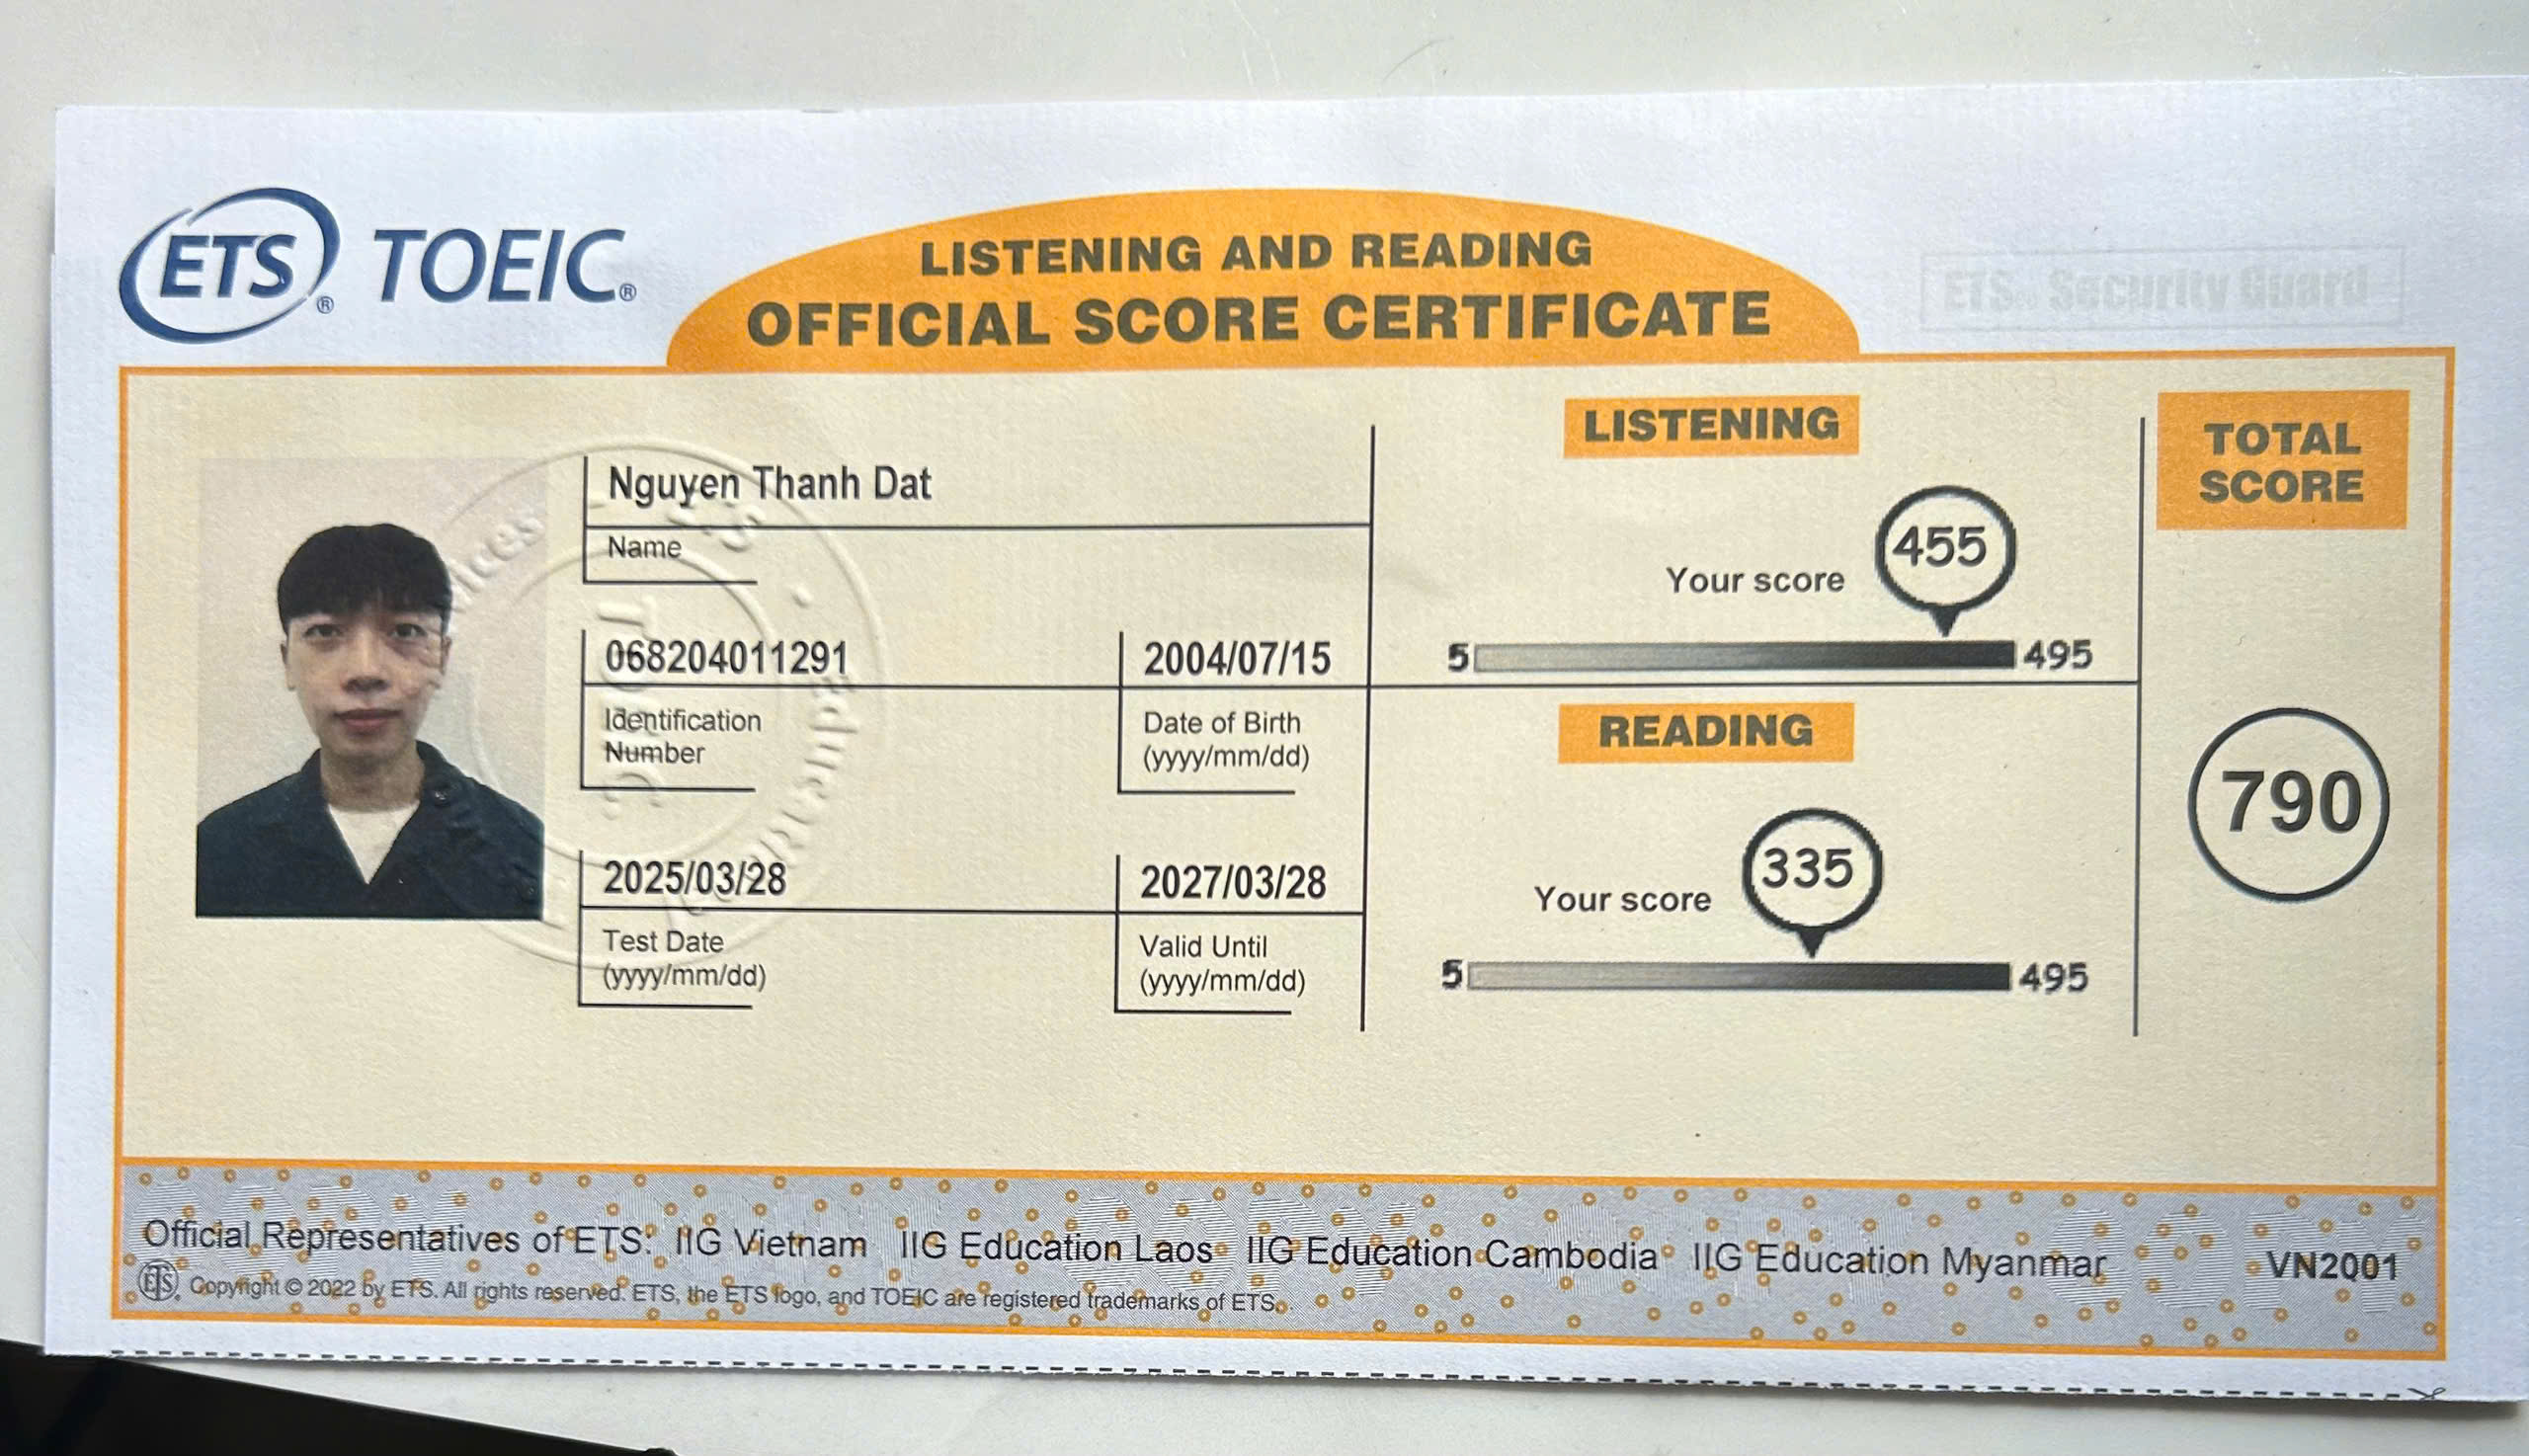 ETS® TOEIC®
LISTENING AND READING
OFFICIAL SCORE CERTIFICATE
ETS® Security Guard
Nguyen Thanh Dat
Name
068204011291
Identification
Number
2004/07/15
Date of Birth
(yyyy/mm/dd)
2025/03/28
Test Date
(yyyy/mm/dd)
2027/03/28
Valid Until
(yyyy/mm/dd)
LISTENING
455
Your score
5 495
READING
335
Your score
5 495
TOTAL
SCORE
790
Official Representatives of ETS: IIG Vietnam IIG Education Laos IIG Education Cambodia IIG Education Myanmar VN2001
ETS® Copyright © 2022 by ETS. All rights reserved. ETS, the ETS logo, and TOEIC are registered trademarks of ETS.